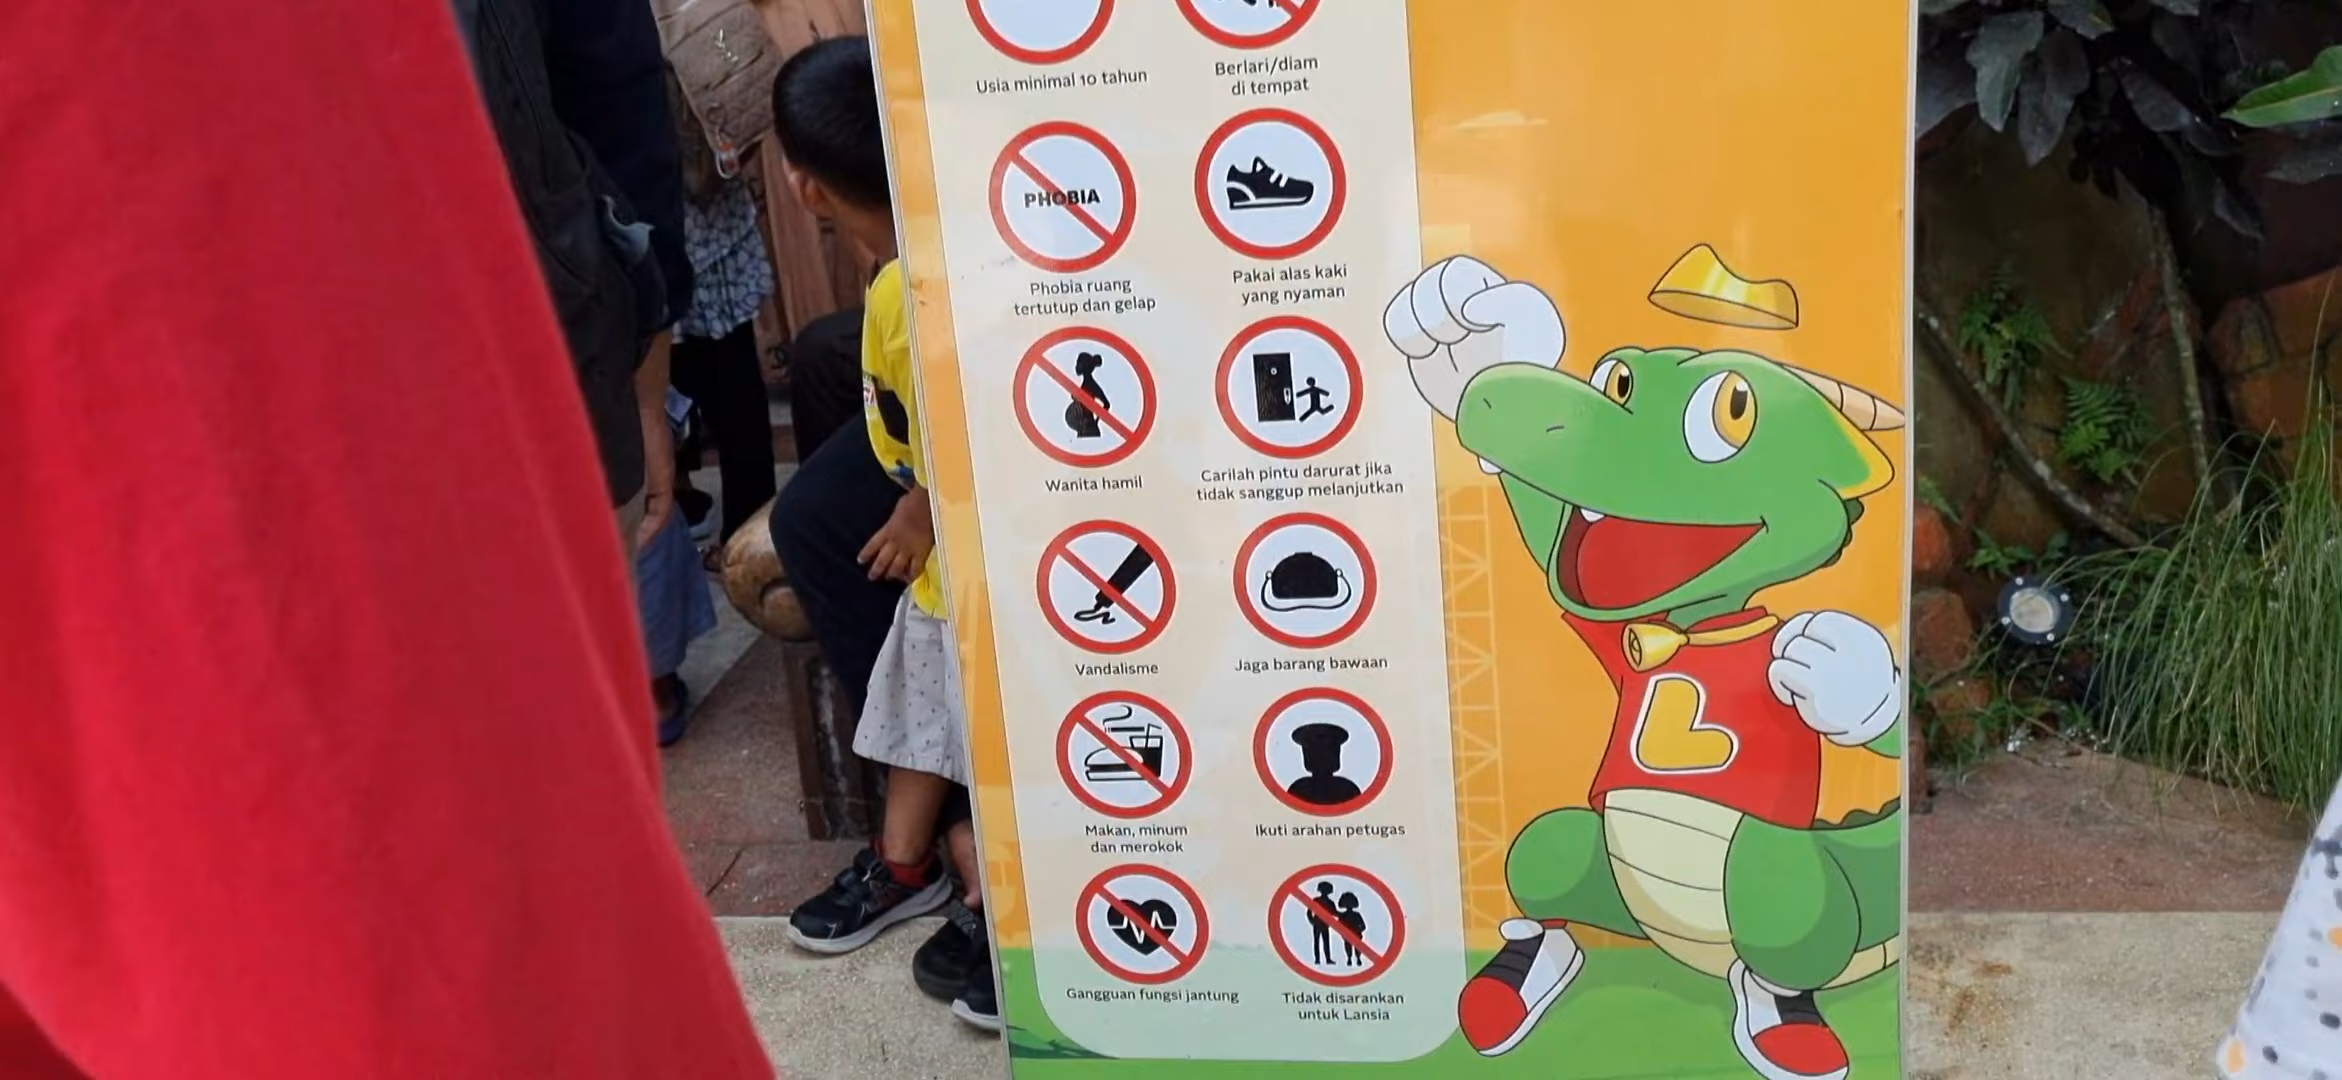 Usia minimal 10 tahun
Berlari/diam
di tempat
PHOBIA
Phobia ruang
tertutup dan gelap
Pakai alas kaki
yang nyaman
Wanita hamil
Carilah pintu darurat jika
tidak sanggup melanjutkan
Vandalisme
Jaga barang bawaan
Makan, minum
dan merokok
Ikuti arahan petugas
Gangguan fungsi jantung
Tidak disarankan
untuk Lansia
L